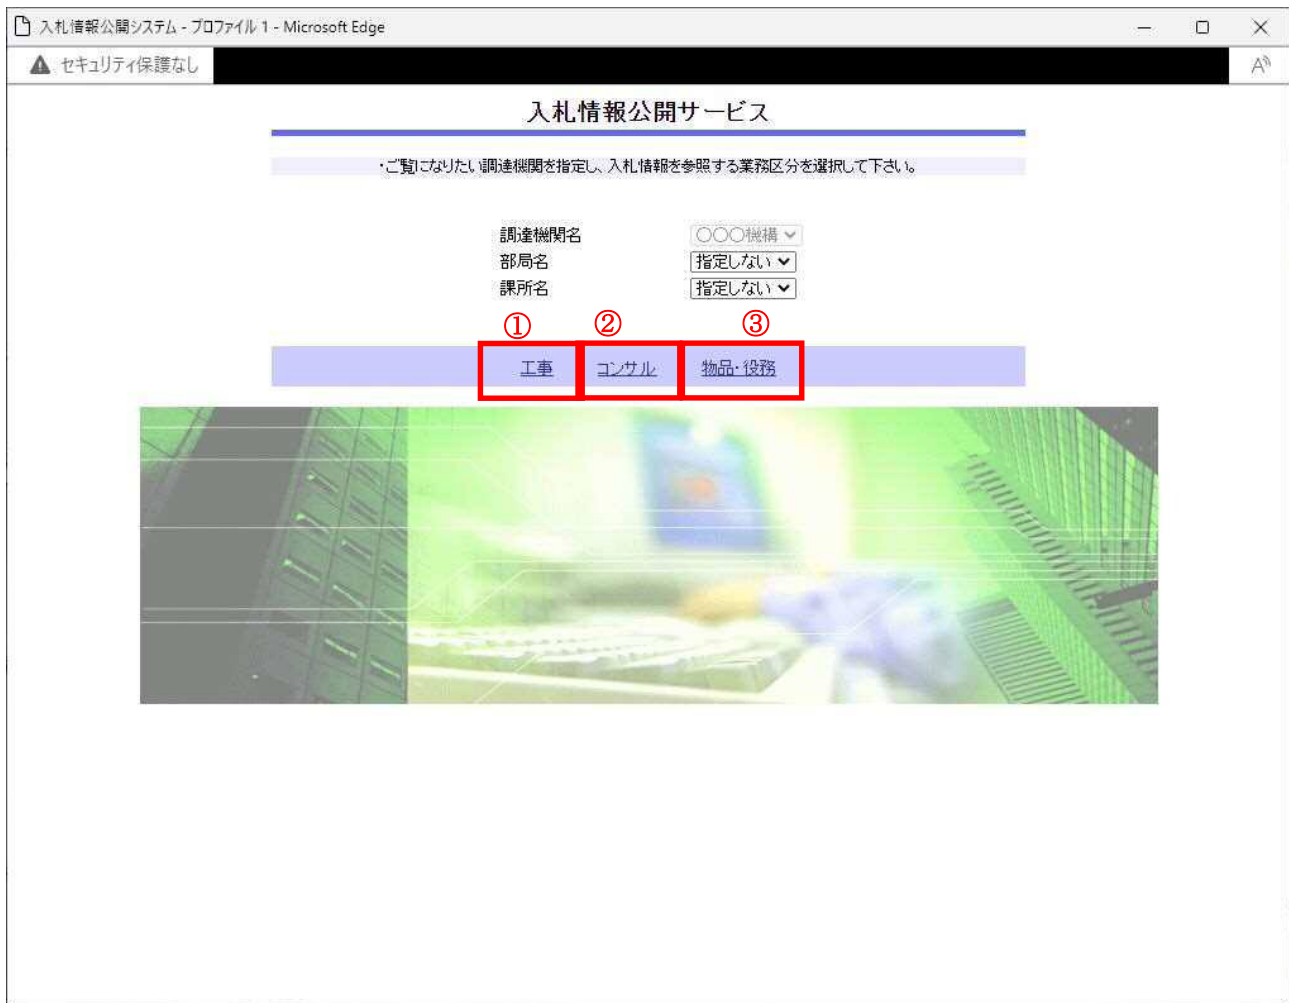 入札情報公開システム - プロファイル 1 - Microsoft Edge
セキュリティ保護なし
入札情報公開サービス
・ご覧になりたい調達機関を指定し、入札情報を参照する業務区分を選択して下さい。
調達機関名 〇〇〇機構
部局名 指定しない
課所名 指定しない
① ② ③
工事 コンサル 物品・役務